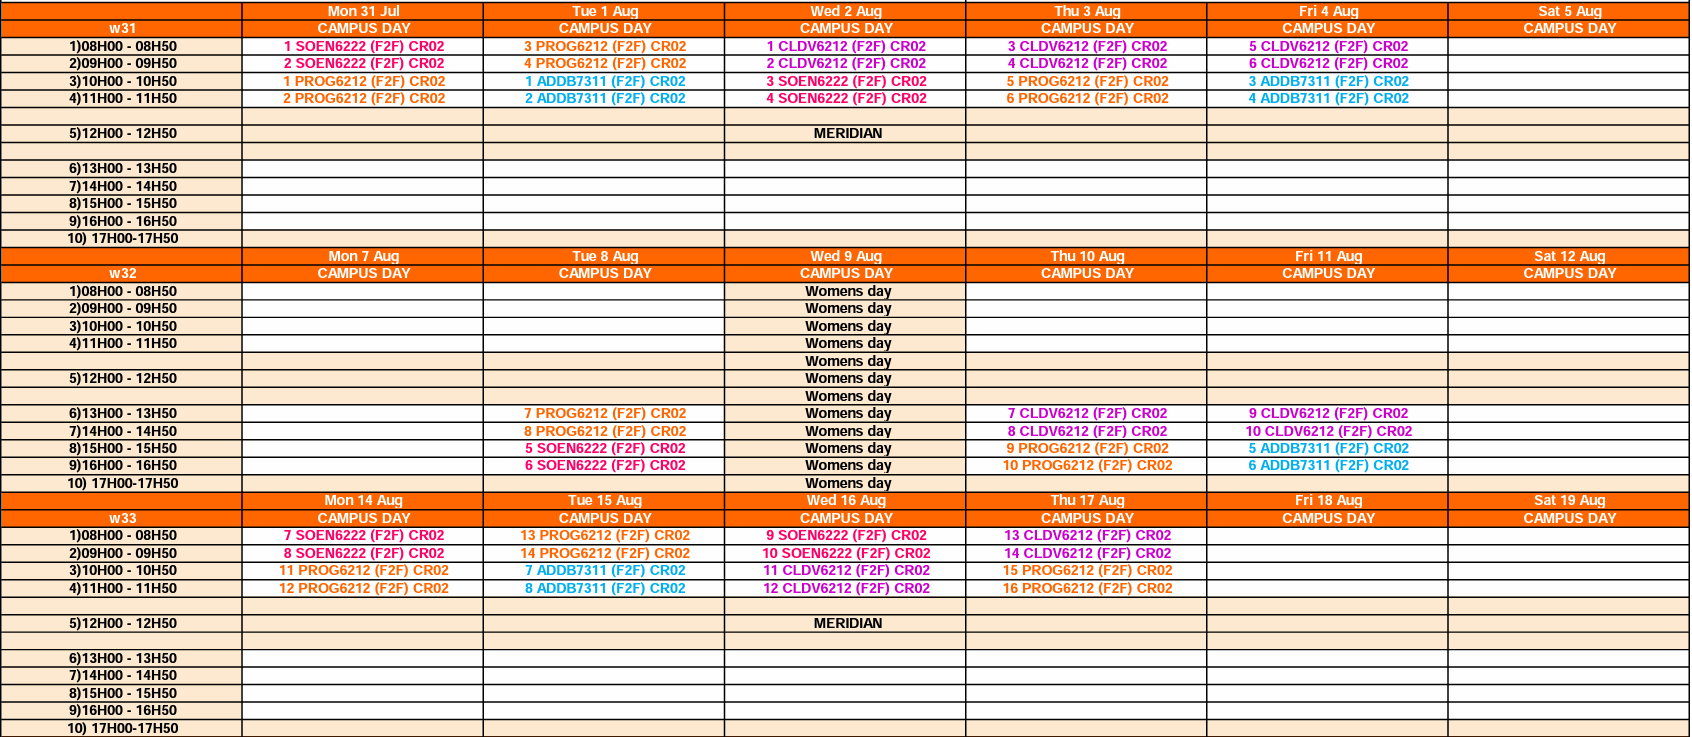 Mon 31 Jul Tue 1 Aug Wed 2 Aug Thu 3 Aug Fri 4 Aug Sat 5 Aug
w31 CAMPUS DAY CAMPUS DAY CAMPUS DAY CAMPUS DAY CAMPUS DAY CAMPUS DAY
1)08H00 - 08H50 1 SOEN6222 (F2F) CR02 3 PROG6212 (F2F) CR02 1 CLDV6212 (F2F) CR02 3 CLDV6212 (F2F) CR02 5 CLDV6212 (F2F) CR02
2)09H00 - 09H50 2 SOEN6222 (F2F) CR02 4 PROG6212 (F2F) CR02 2 CLDV6212 (F2F) CR02 4 CLDV6212 (F2F) CR02 6 CLDV6212 (F2F) CR02
3)10H00 - 10H50 1 PROG6212 (F2F) CR02 1 ADDB7311 (F2F) CR02 3 SOEN6222 (F2F) CR02 5 PROG6212 (F2F) CR02 3 ADDB7311 (F2F) CR02
4)11H00 - 11H50 2 PROG6212 (F2F) CR02 2 ADDB7311 (F2F) CR02 4 SOEN6222 (F2F) CR02 6 PROG6212 (F2F) CR02 4 ADDB7311 (F2F) CR02
5)12H00 - 12H50 MERIDIAN
6)13H00 - 13H50
7)14H00 - 14H50
8)15H00 - 15H50
9)16H00 - 16H50
10) 17H00-17H50
Mon 7 Aug Tue 8 Aug Wed 9 Aug Thu 10 Aug Fri 11 Aug Sat 12 Aug
w32 CAMPUS DAY CAMPUS DAY CAMPUS DAY CAMPUS DAY CAMPUS DAY CAMPUS DAY
1)08H00 - 08H50 Womens day
2)09H00 - 09H50 Womens day
3)10H00 - 10H50 Womens day
4)11H00 - 11H50 Womens day
Womens day
5)12H00 - 12H50 Womens day
Womens day
6)13H00 - 13H50 7 PROG6212 (F2F) CR02 Womens day 7 CLDV6212 (F2F) CR02 9 CLDV6212 (F2F) CR02
7)14H00 - 14H50 8 PROG6212 (F2F) CR02 Womens day 8 CLDV6212 (F2F) CR02 10 CLDV6212 (F2F) CR02
8)15H00 - 15H50 5 SOEN6222 (F2F) CR02 Womens day 9 PROG6212 (F2F) CR02 5 ADDB7311 (F2F) CR02
9)16H00 - 16H50 6 SOEN6222 (F2F) CR02 Womens day 10 PROG6212 (F2F) CR02 6 ADDB7311 (F2F) CR02
10) 17H00-17H50 Womens day
Mon 14 Aug Tue 15 Aug Wed 16 Aug Thu 17 Aug Fri 18 Aug Sat 19 Aug
w33 CAMPUS DAY CAMPUS DAY CAMPUS DAY CAMPUS DAY CAMPUS DAY CAMPUS DAY
1)08H00 - 08H50 7 SOEN6222 (F2F) CR02 13 PROG6212 (F2F) CR02 9 SOEN6222 (F2F) CR02 13 CLDV6212 (F2F) CR02
2)09H00 - 09H50 8 SOEN6222 (F2F) CR02 14 PROG6212 (F2F) CR02 10 SOEN6222 (F2F) CR02 14 CLDV6212 (F2F) CR02
3)10H00 - 10H50 11 PROG6212 (F2F) CR02 7 ADDB7311 (F2F) CR02 11 CLDV6212 (F2F) CR02 15 PROG6212 (F2F) CR02
4)11H00 - 11H50 12 PROG6212 (F2F) CR02 8 ADDB7311 (F2F) CR02 12 CLDV6212 (F2F) CR02 16 PROG6212 (F2F) CR02
5)12H00 - 12H50 MERIDIAN
6)13H00 - 13H50
7)14H00 - 14H50
8)15H00 - 15H50
9)16H00 - 16H50
10) 17H00-17H50